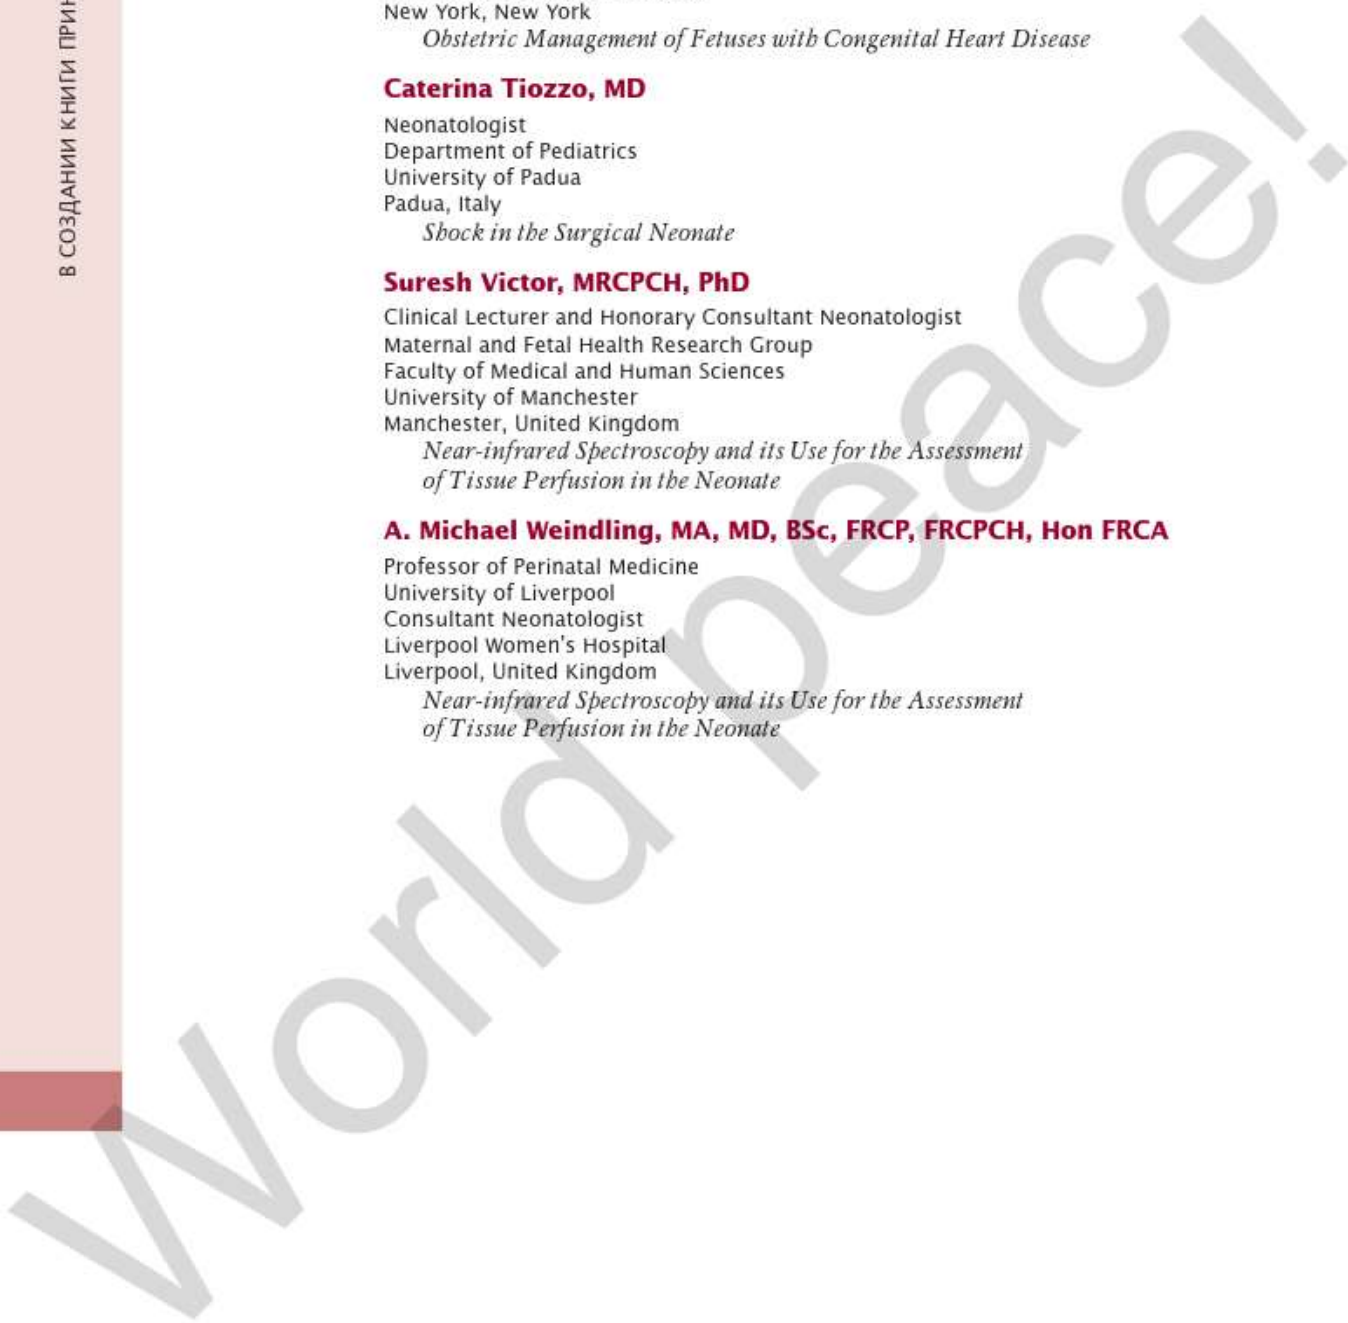 New York, New York
Obstetric Management of Fetuses with Congenital Heart Disease
Caterina Tiozzo, MD
Neonatologist
Department of Pediatrics
University of Padua
Padua, Italy
Shock in the Surgical Neonate
Suresh Victor, MRCPCH, PhD
Clinical Lecturer and Honorary Consultant Neonatologist
Maternal and Fetal Health Research Group
Faculty of Medical and Human Sciences
University of Manchester
Manchester, United Kingdom
Near-infrared Spectroscopy and its Use for the Assessment
of Tissue Perfusion in the Neonate
A. Michael Weindling, MA, MD, BSc, FRCP, FRCPCH, Hon FRCA
Professor of Perinatal Medicine
University of Liverpool
Consultant Neonatologist
Liverpool Women's Hospital
Liverpool, United Kingdom
Near-infrared Spectroscopy and its Use for the Assessment
of Tissue Perfusion in the Neonate
В СОЗДАНИИ КНИГИ
World peace!